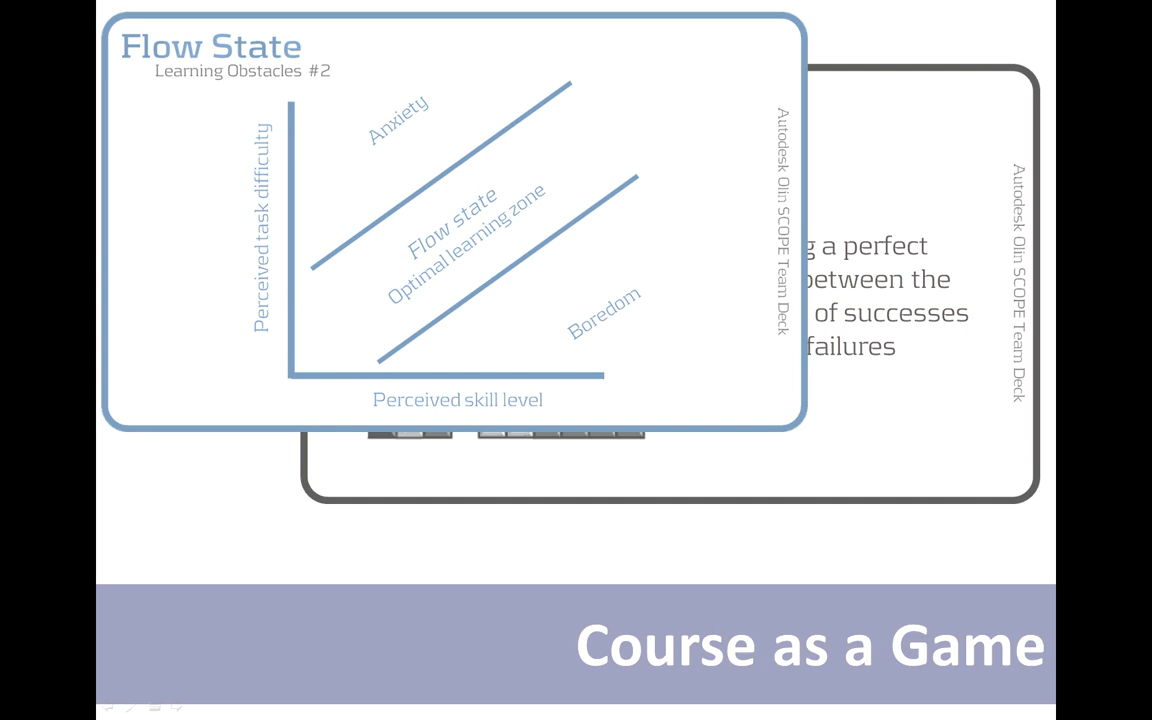 Flow State
Learning Obstacles #2
Anxiety
Perceived task difficulty
Flow state
Optimal learning zone
Boredom
Perceived skill level
Autodesk Olin SCOPE Team Deck
a perfect
between the
of successes
failures
Autodesk Olin SCOPE Team Deck
Course as a Game